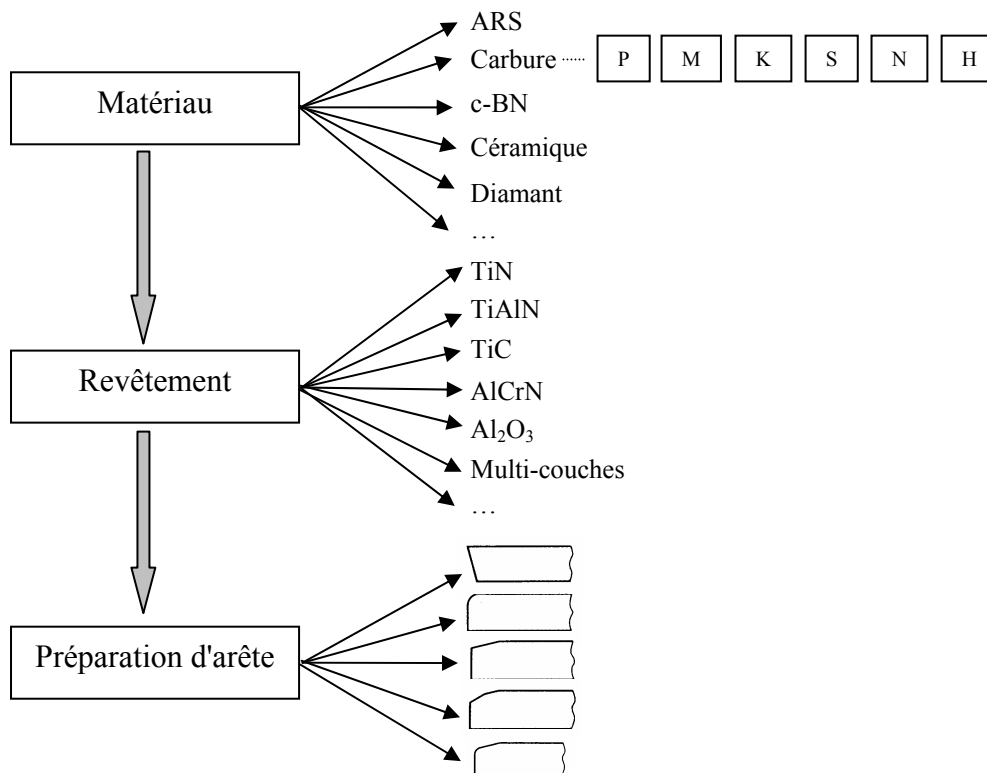 ARS
Carbure ...... P M K S N H
Matériau
c-BN
Céramique
Diamant
…
TiN
TiAlN
TiC
Revêtement
AlCrN
Al₂O₃
Multi-couches
…
Préparation d'arête